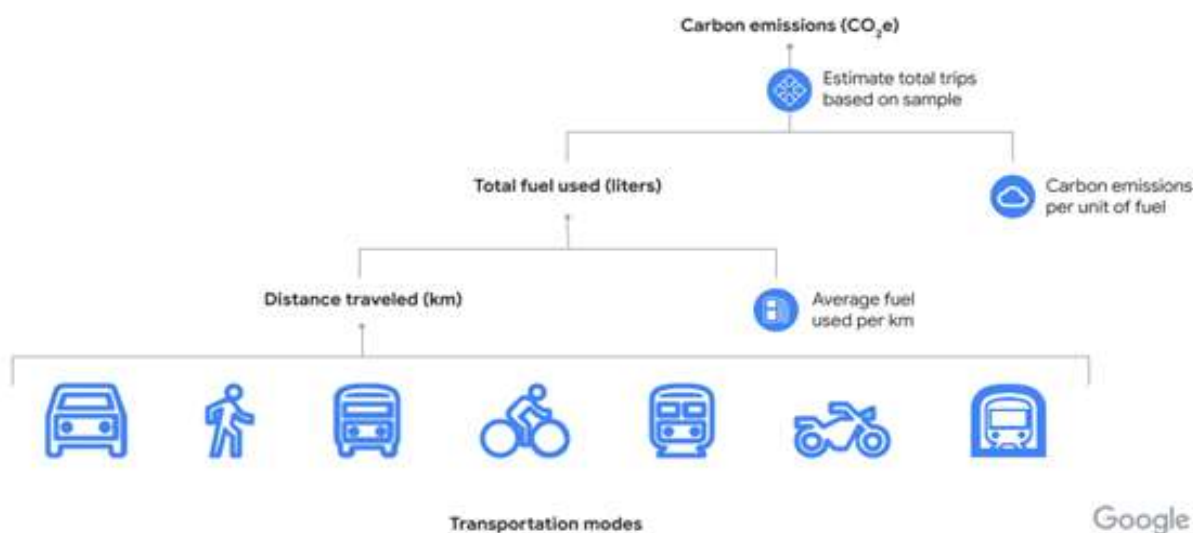 Carbon emissions (CO₂e)
Estimate total trips
based on sample
Total fuel used (liters)
Carbon emissions
per unit of fuel
Distance traveled (km)
Average fuel
used per km
Transportation modes
Google